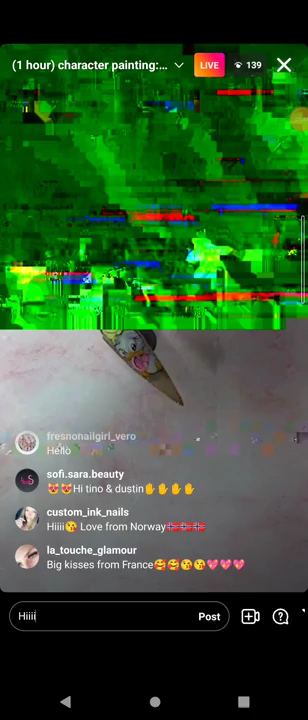 (1 hour) character painting:...
LIVE
139
fresnonailgirl_vero
Hello
sofi.sara.beauty
😻😻Hi tino & dustin✋✋✋✋
custom_ink_nails
Hiiii😘 Love from Norway🇳🇴🇳🇴🇳🇴
la_touche_glamour
Big kisses from France🥰🥰😘😘💖💖💖
Hiiii
Post